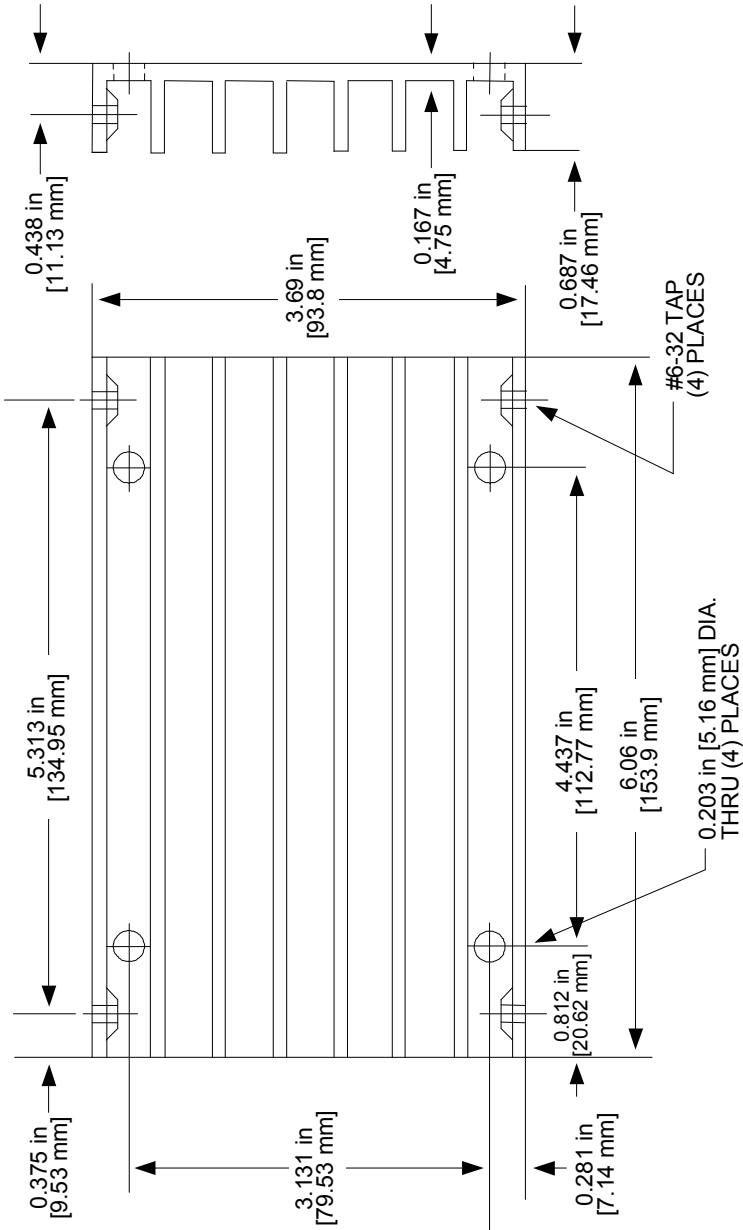 0.438 in
[11.13 mm]
0.167 in
[4.75 mm]
0.687 in
[17.46 mm]
3.69 in
[93.8 mm]
#6-32 TAP
(4) PLACES
5.313 in
[134.95 mm]
4.437 in
[112.77 mm]
6.06 in
[153.9 mm]
0.203 in [5.16 mm] DIA.
THRU (4) PLACES
0.812 in
[20.62 mm]
0.375 in
[9.53 mm]
3.131 in
[79.53 mm]
0.281 in
[7.14 mm]